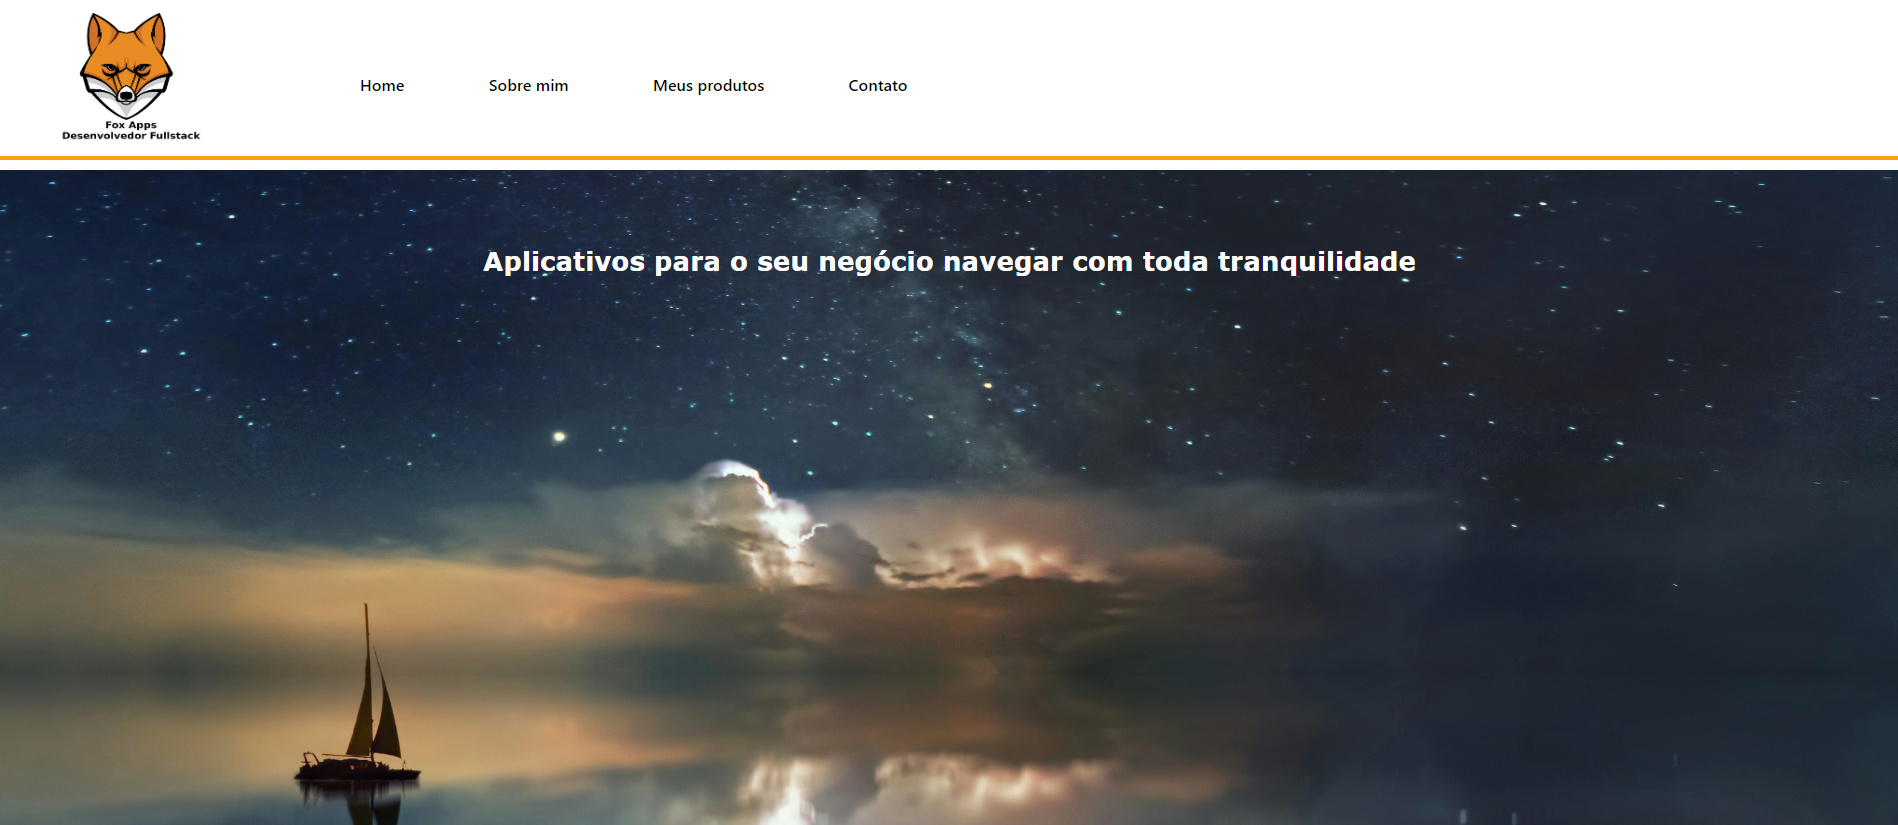 Fox Apps
Desenvolvedor Fullstack
Home
Sobre mim
Meus produtos
Contato
Aplicativos para o seu negócio navegar com toda tranquilidade